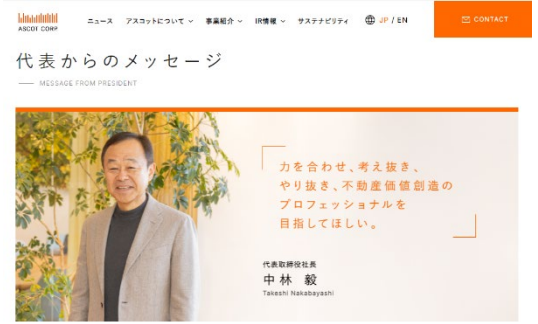 ASCOT CORP
ニュース アスコットについて 事業紹介 IR情報 サステナビリティ JP / EN CONTACT
代表からのメッセージ
MESSAGE FROM PRESIDENT
力を合わせ、考え抜き、
やり抜き、不動産価値創造の
プロフェッショナルを
目指してほしい。
代表取締役社長
中林 毅
Takeshi Nakabayashi